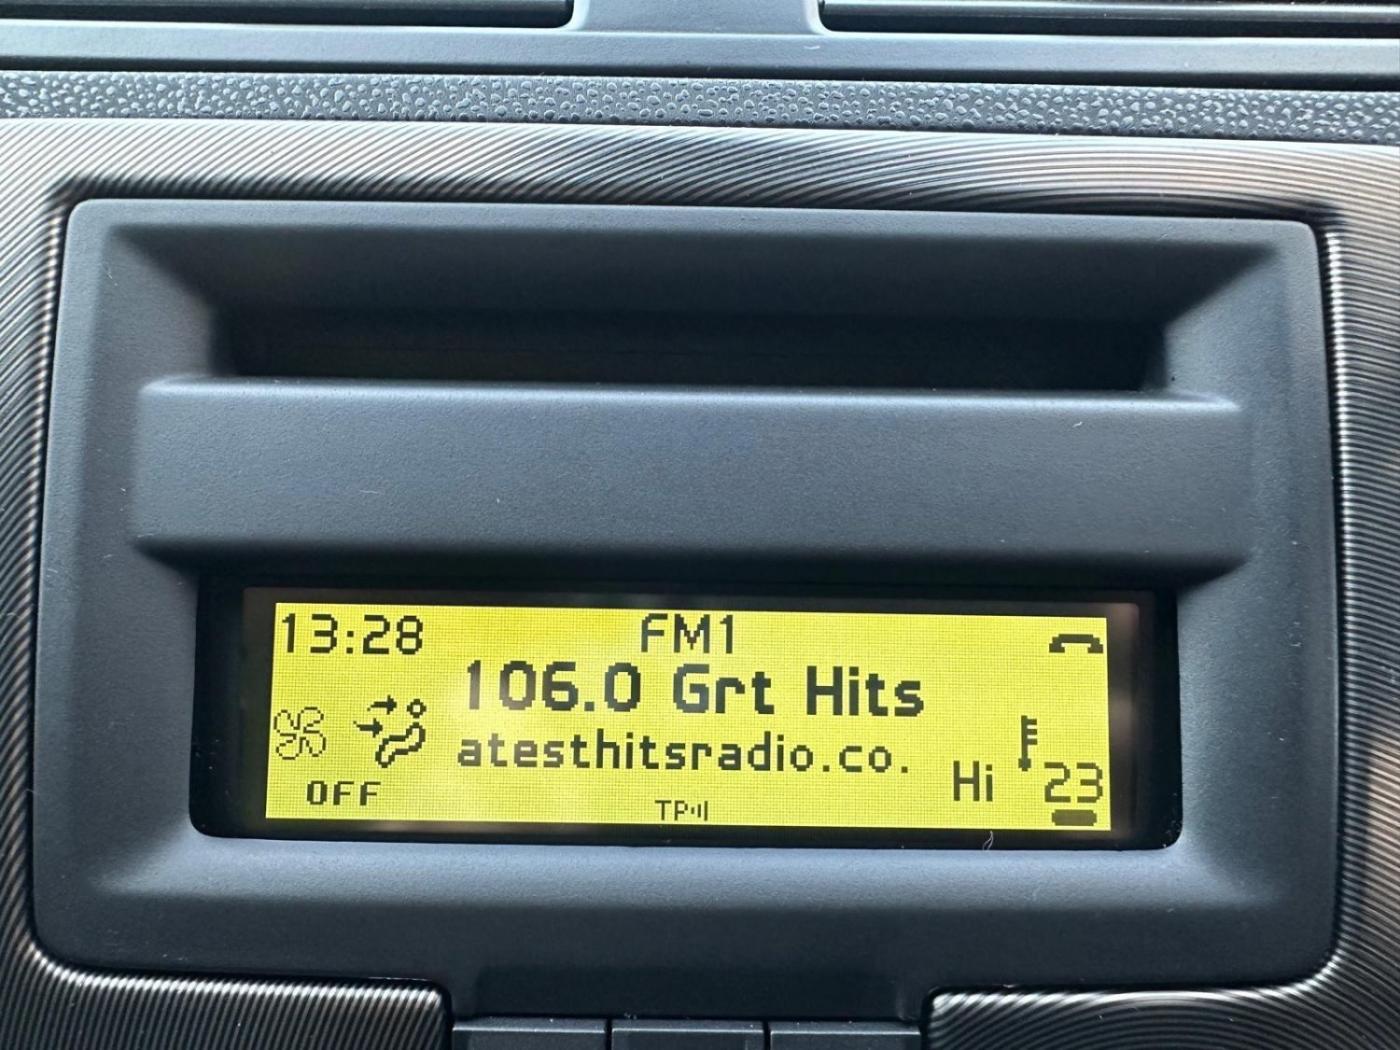 13:28 FM1
106.0 Grt Hits
atesthitsradio.co.
Hi 23
OFF
TP